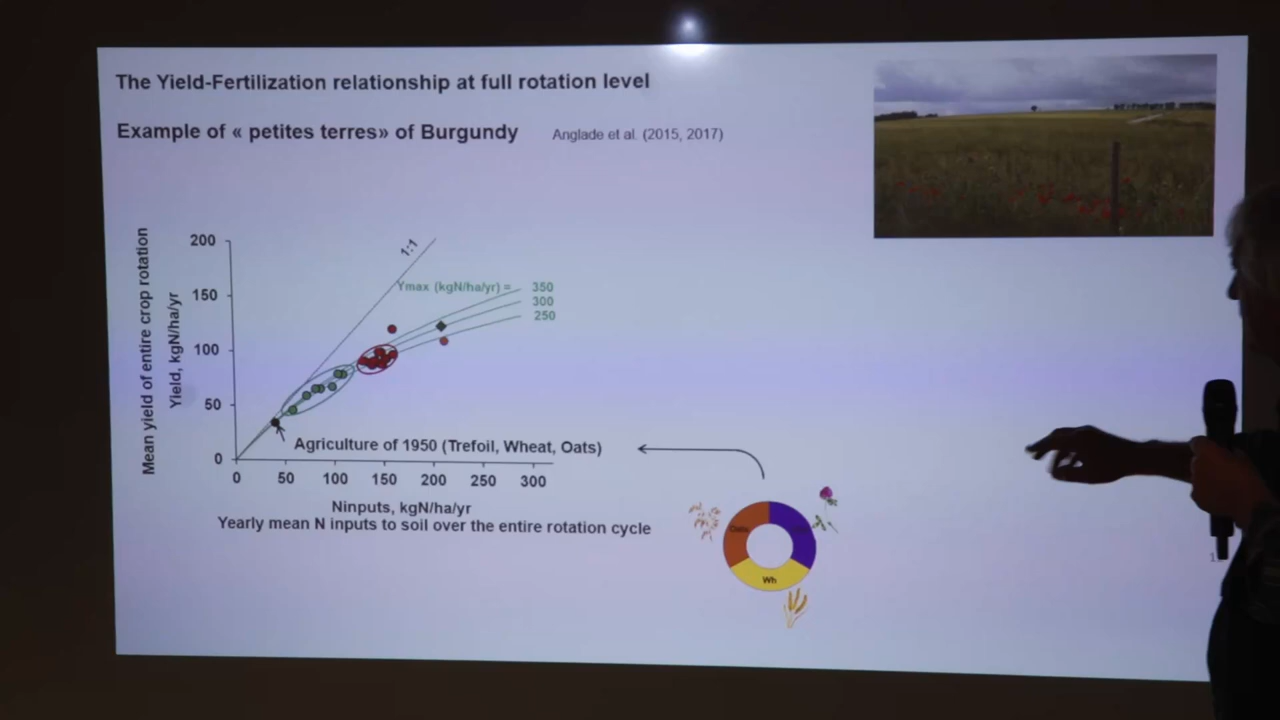 The Yield-Fertilization relationship at full rotation level
Example of « petites terres» of Burgundy
Anglade et al. (2015, 2017)
Mean yield of entire crop rotation
Yield, kgN/ha/yr
200
150
100
50
0
1:1
Ymax (kgN/ha/yr) = 350
300
250
Agriculture of 1950 (Trefoil, Wheat, Oats)
0 50 100 150 200 250 300
Ninputs, kgN/ha/yr
Yearly mean N inputs to soil over the entire rotation cycle
Oats
Wh